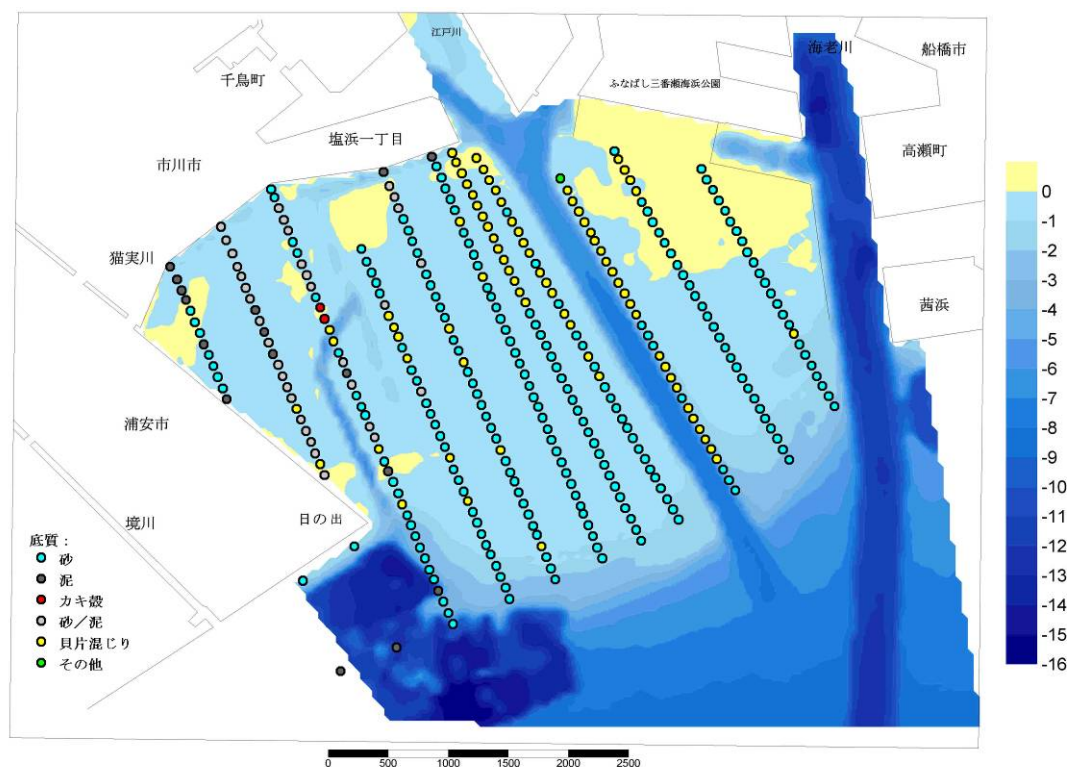 江戸川
海老川
船橋市
千鳥町
ふなばし三番瀬海浜公園
塩浜一丁目
高瀬町
市川市
猫実川
茜浜
浦安市
境川
日の出
底質：
砂
泥
カキ殻
砂／泥
貝片混じり
その他
0
-1
-2
-3
-4
-5
-6
-7
-8
-9
-10
-11
-12
-13
-14
-15
-16
0 500 1000 1500 2000 2500